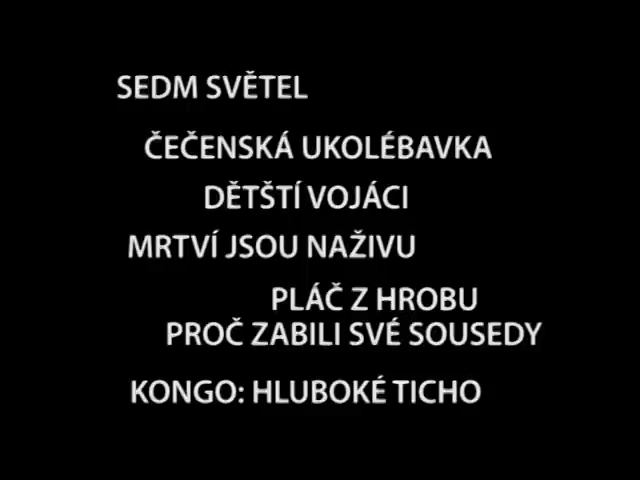 SEDM SVĚTEL
ČEČENSKÁ UKOLÉBAVKA
DĚTŠTÍ VOJÁCI
MRTVÍ JSOU NAŽIVU
PLÁČ Z HROBU
PROČ ZABILI SVÉ SOUSEDY
KONGO: HLUBOKÉ TICHO